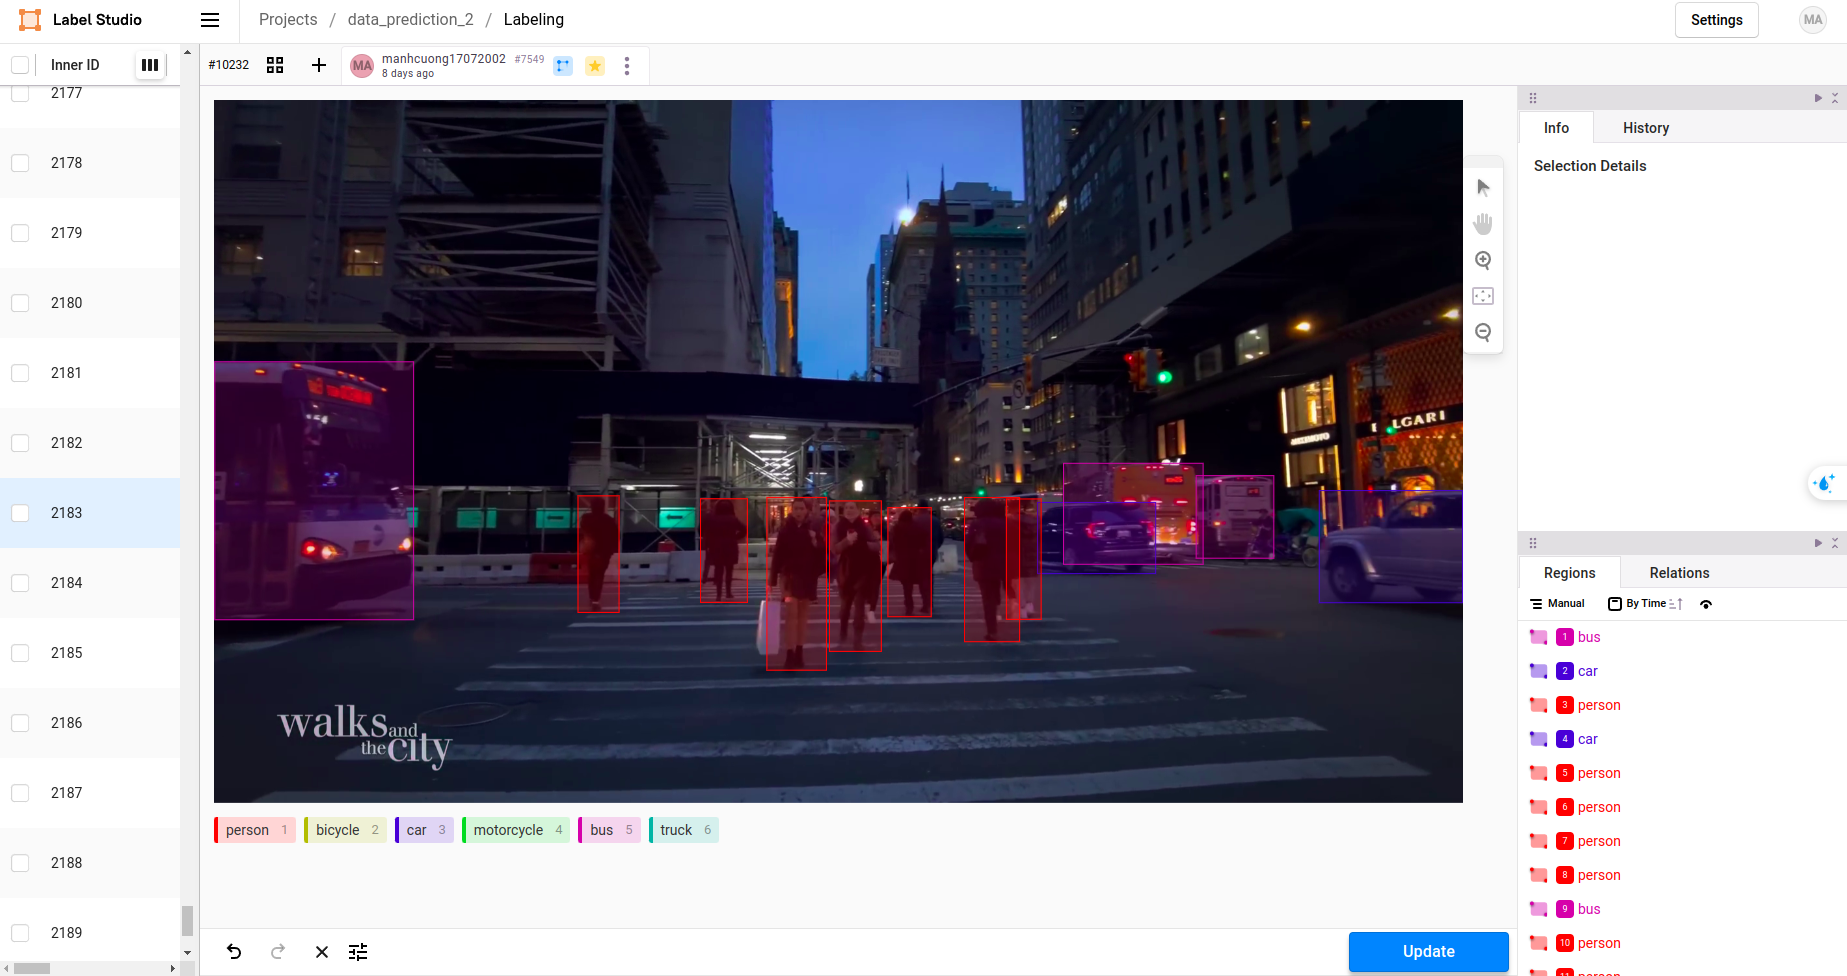 Label Studio
Projects / data_prediction_2 / Labeling
Settings
MA
Inner ID
#10232
MA
manhcuong17072002 #7549
8 days ago
2177
2178
2179
2180
2181
2182
2183
2184
2185
2186
2187
2188
2189
LGARI
walks and
the city
person 1
bicycle 2
car 3
motorcycle 4
bus 5
truck 6
Update
Info
History
Selection Details
Regions
Relations
Manual
By Time
1 bus
2 car
3 person
4 car
5 person
6 person
7 person
8 person
9 bus
10 person